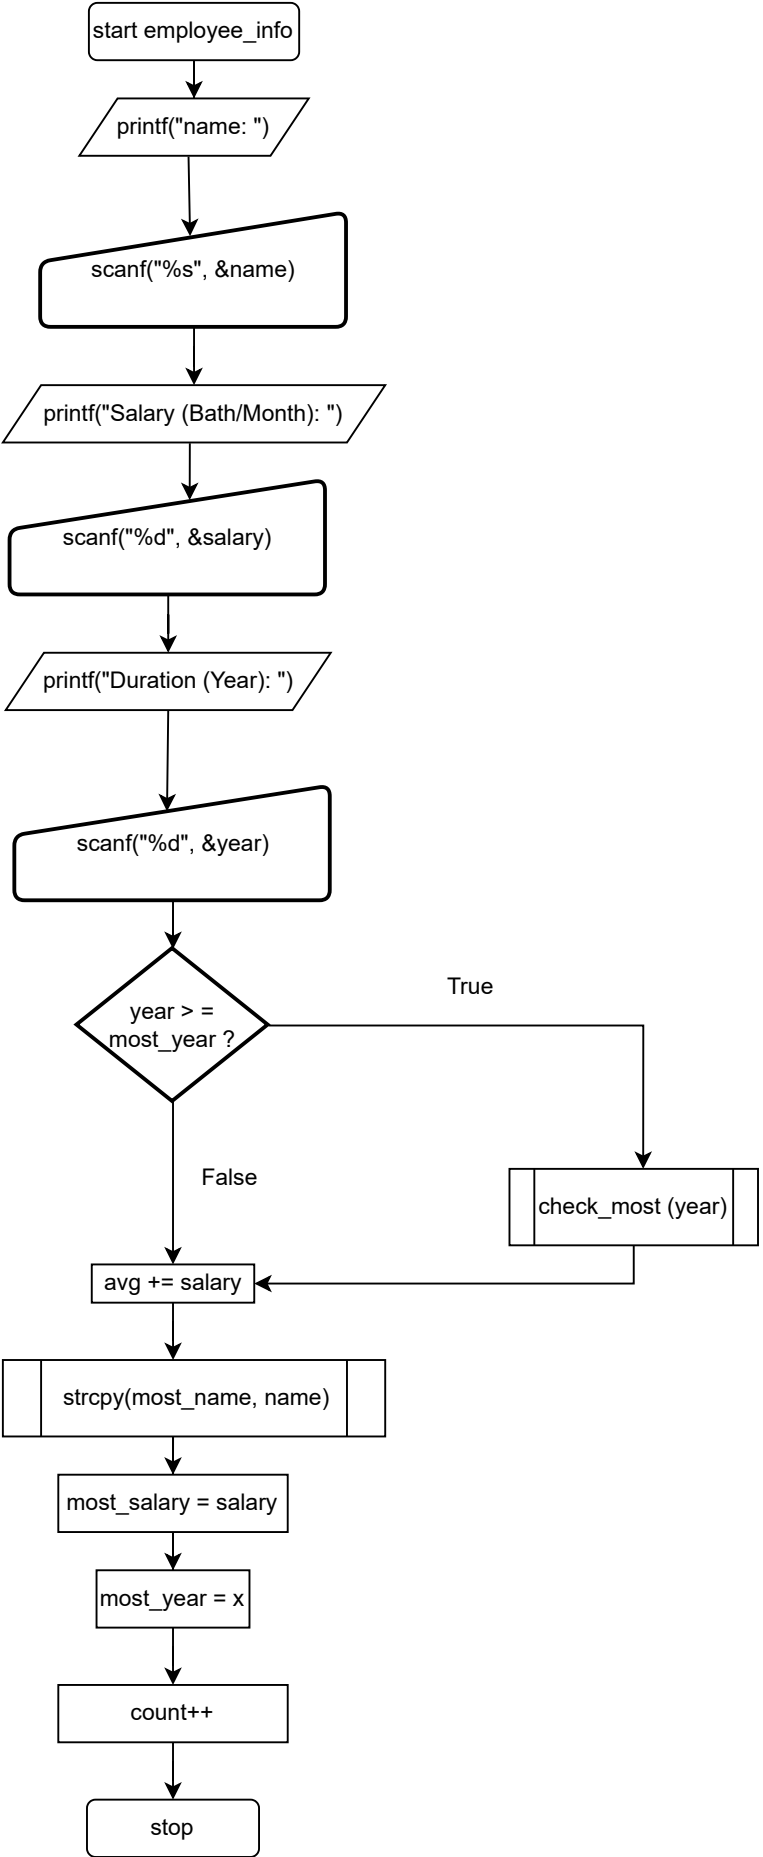 start employee_info
printf("name: ")
scanf("%s", &name)
printf("Salary (Bath/Month): ")
scanf("%d", &salary)
printf("Duration (Year): ")
scanf("%d", &year)
year > =
most_year ?
True
False
check_most (year)
avg += salary
strcpy(most_name, name)
most_salary = salary
most_year = x
count++
stop